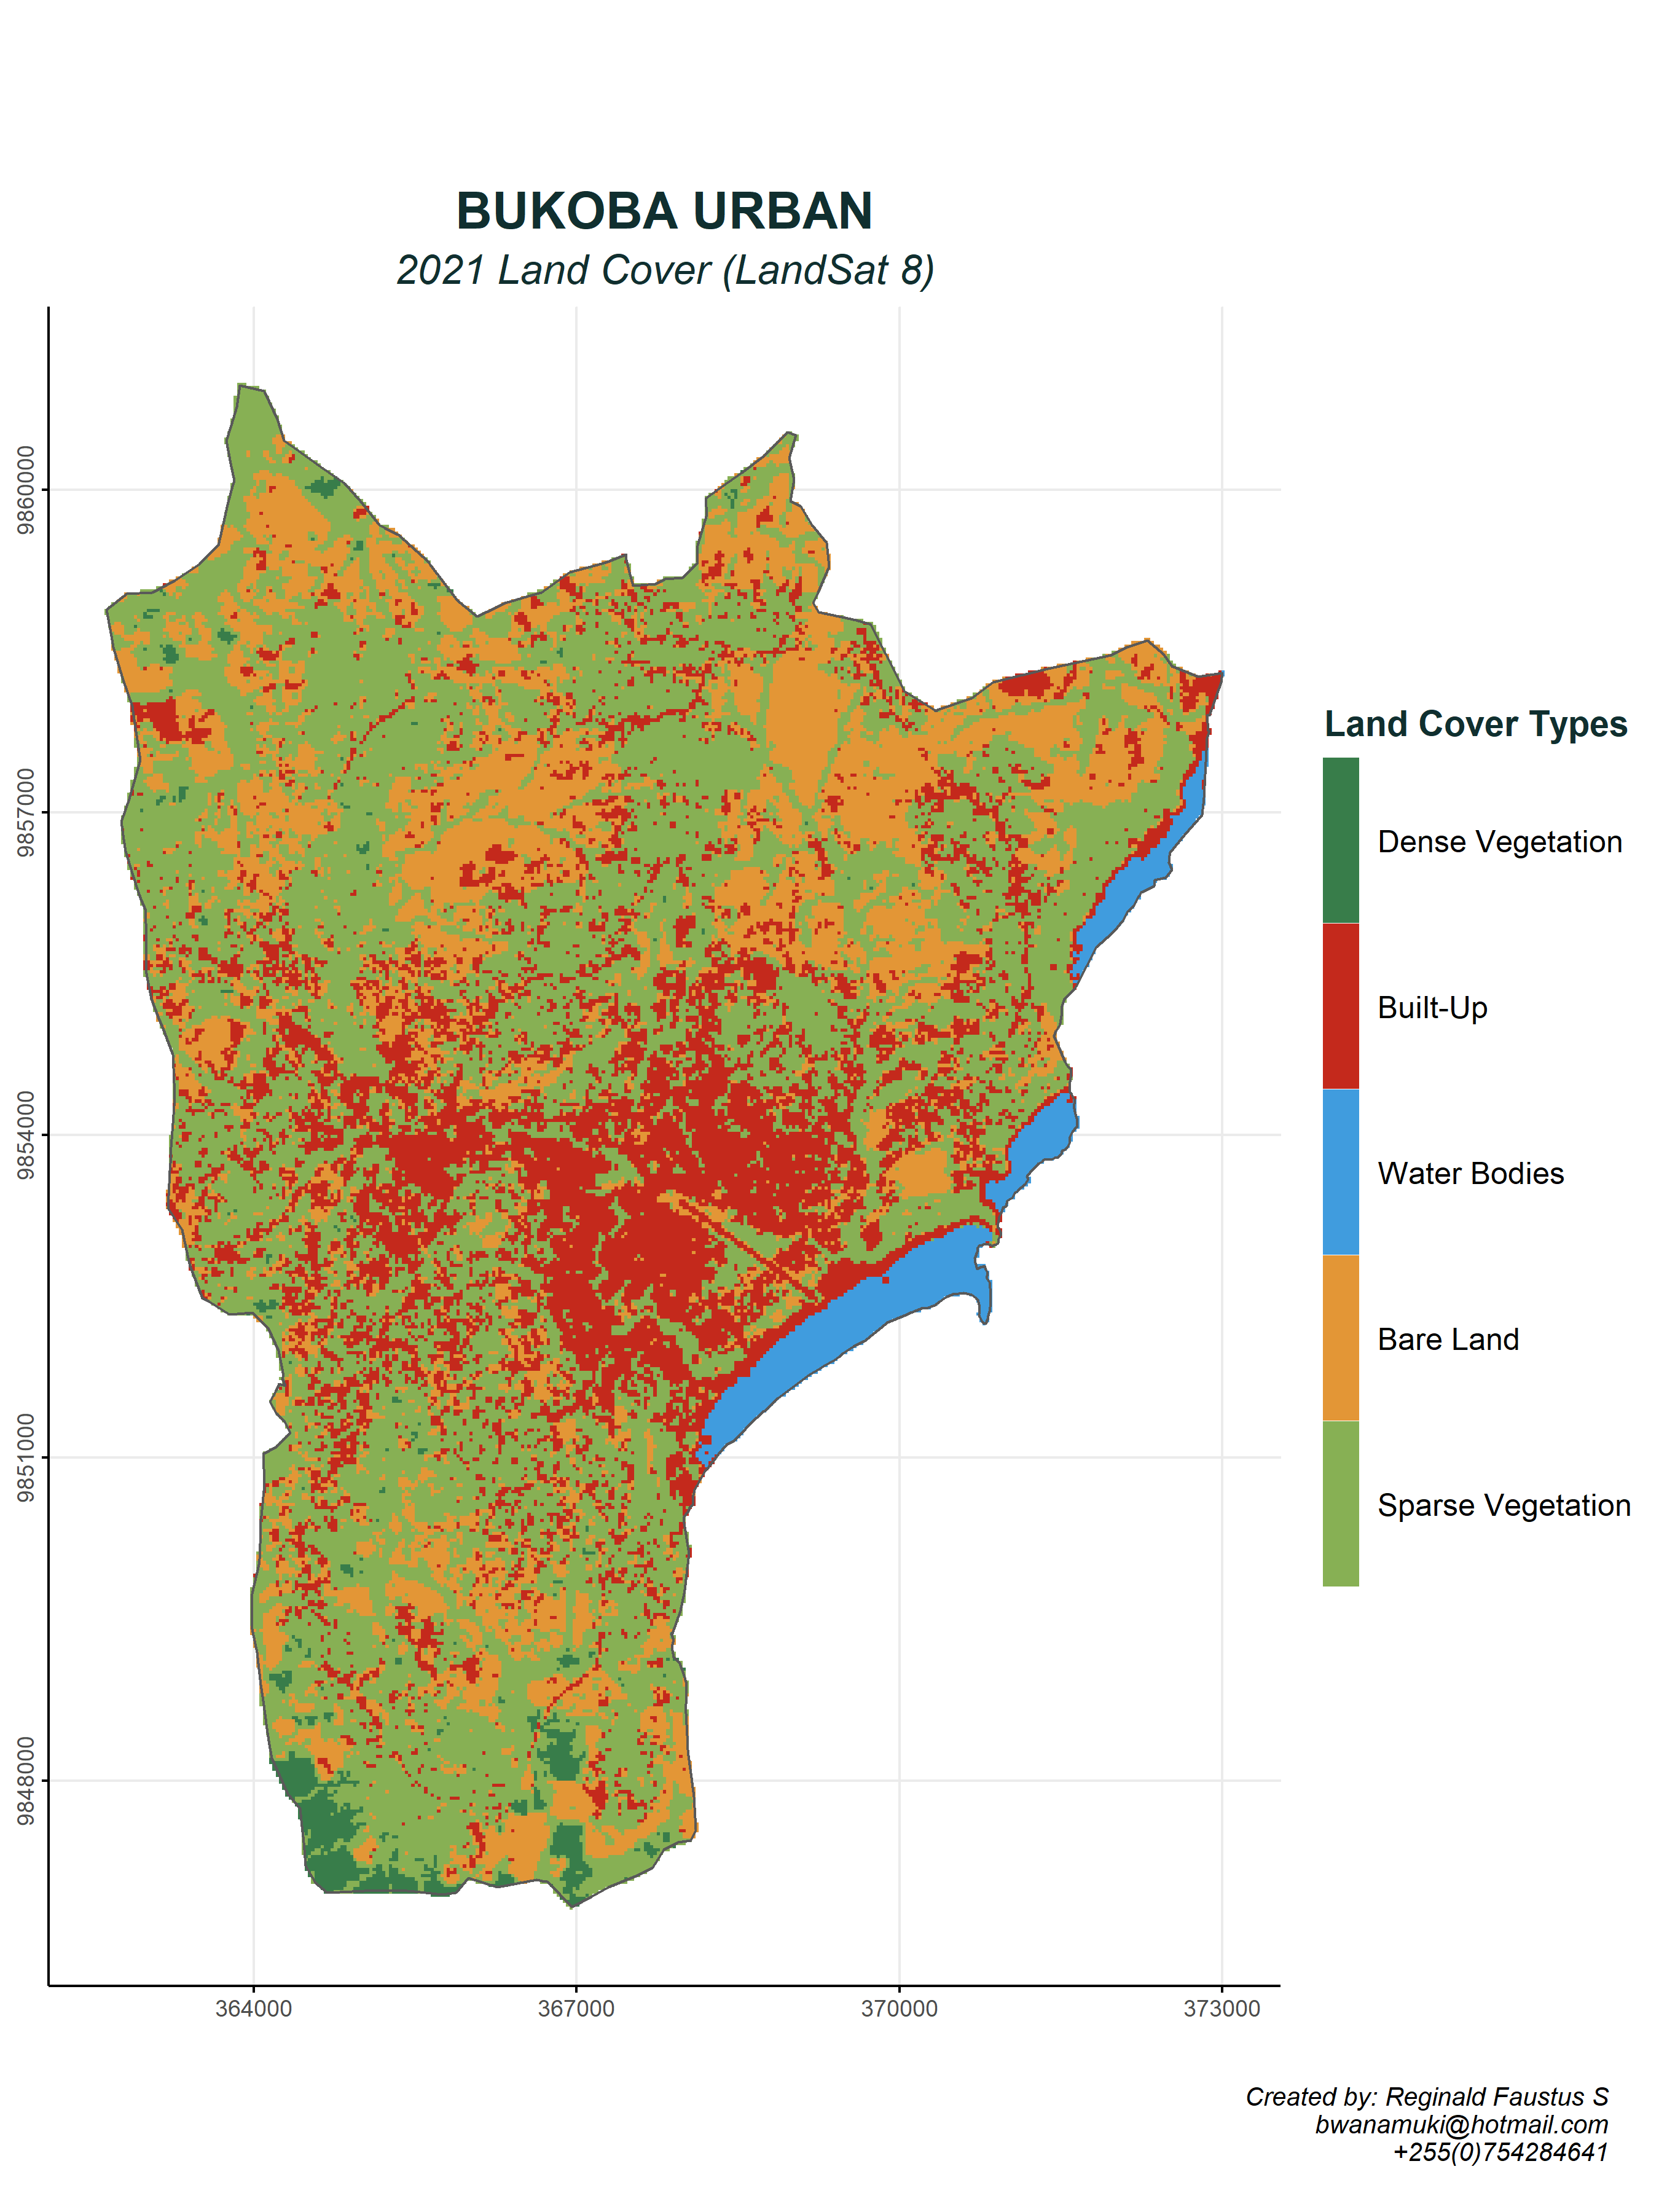 BUKOBA URBAN
2021 Land Cover (LandSat 8)
9860000
9857000
9854000
9851000
9848000
364000
367000
370000
373000
Land Cover Types
Dense Vegetation
Built-Up
Water Bodies
Bare Land
Sparse Vegetation
Created by: Reginald Faustus S
bwanamuki@hotmail.com
+255(0)754284641